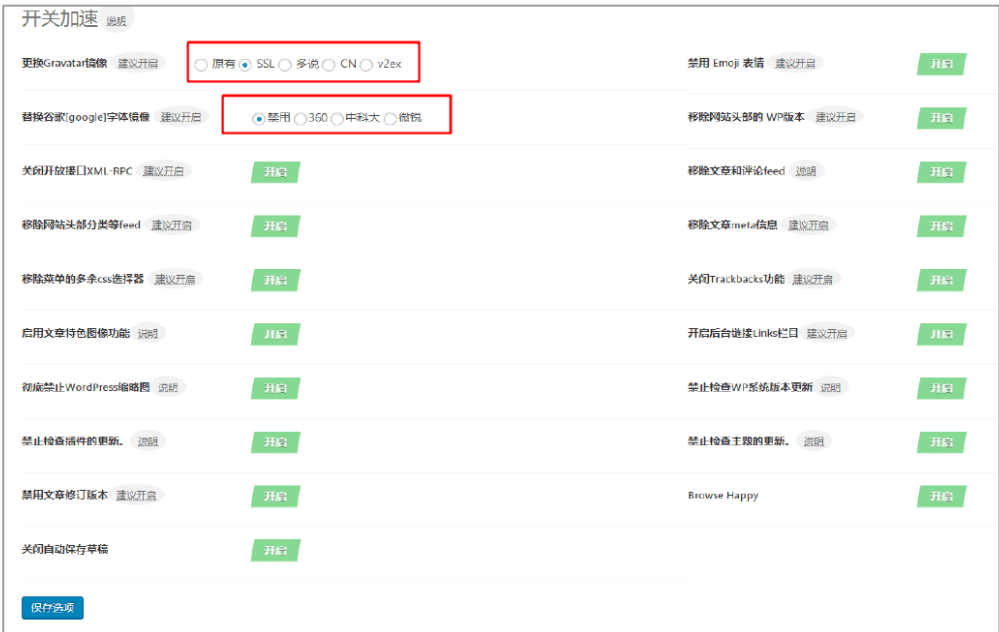 开关加速 说明
更换Gravatar镜像 建议开启 原有 SSL 多说 CN v2ex 禁用 Emoji 表情 建议开启 开启
替换谷歌[google]字体镜像 建议开启 禁用 360 中科大 微锐 移除网站头部的 WP版本 建议开启 开启
关闭开放接口XML-RPC 建议开启 开启 移除文章和评论feed 说明 开启
移除网站头部分类等feed 建议开启 开启 移除文章meta信息 建议开启 开启
移除菜单的多余css选择器 建议开启 开启 关闭Trackbacks功能 建议开启 开启
启用文章特色图像功能 说明 开启 开启后台链接Links栏目 建议开启 开启
彻底禁止WordPress缩略图 说明 开启 禁止检查WP系统版本更新 说明 开启
禁止检查插件的更新。 说明 开启 禁止检查主题的更新。 说明 开启
禁用文章修订版本 建议开启 开启 Browse Happy 开启
关闭自动保存草稿 开启
保存选项